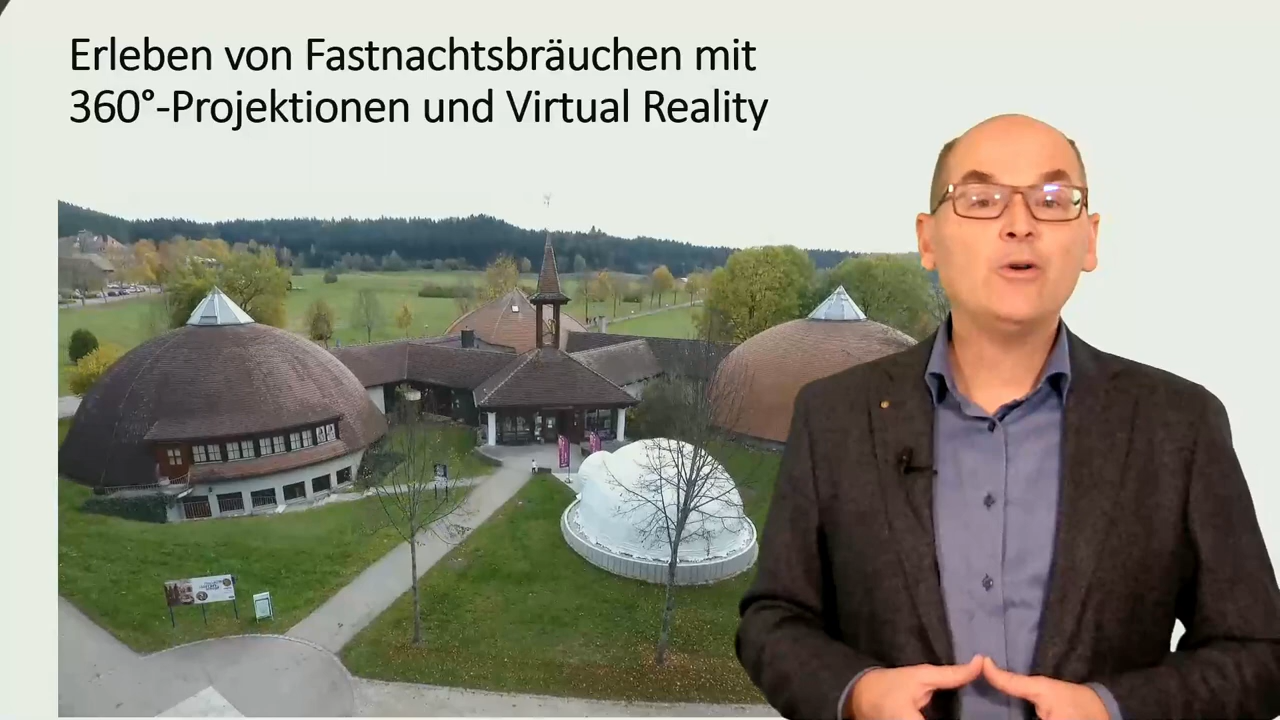 Erleben von Fastnachtsbräuchen mit
360°-Projektionen und Virtual Reality